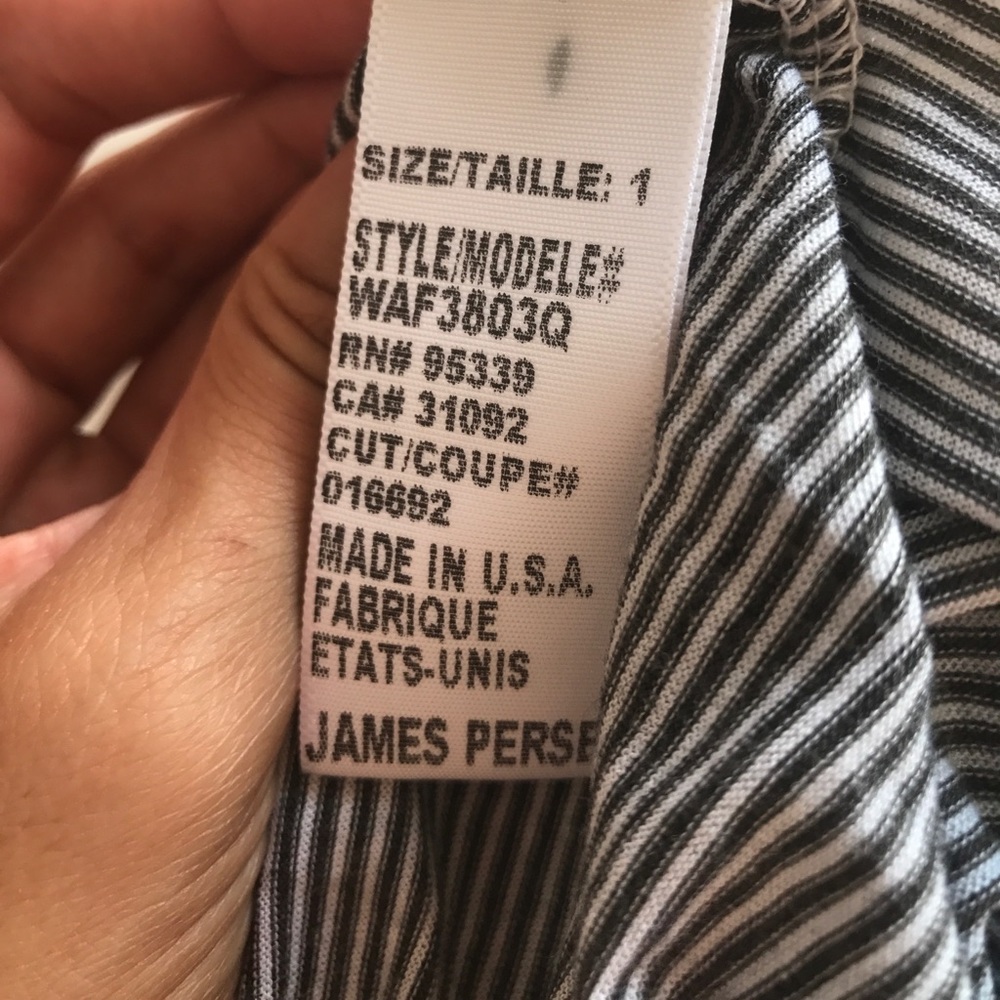 SIZE/TAILLE: 1
STYLE/MODELE#
WAF3803Q
RN# 95339
CA# 31092
CUT/COUPE#
016692
MADE IN U.S.A.
FABRIQUE
ETATS-UNIS
JAMES PERSE